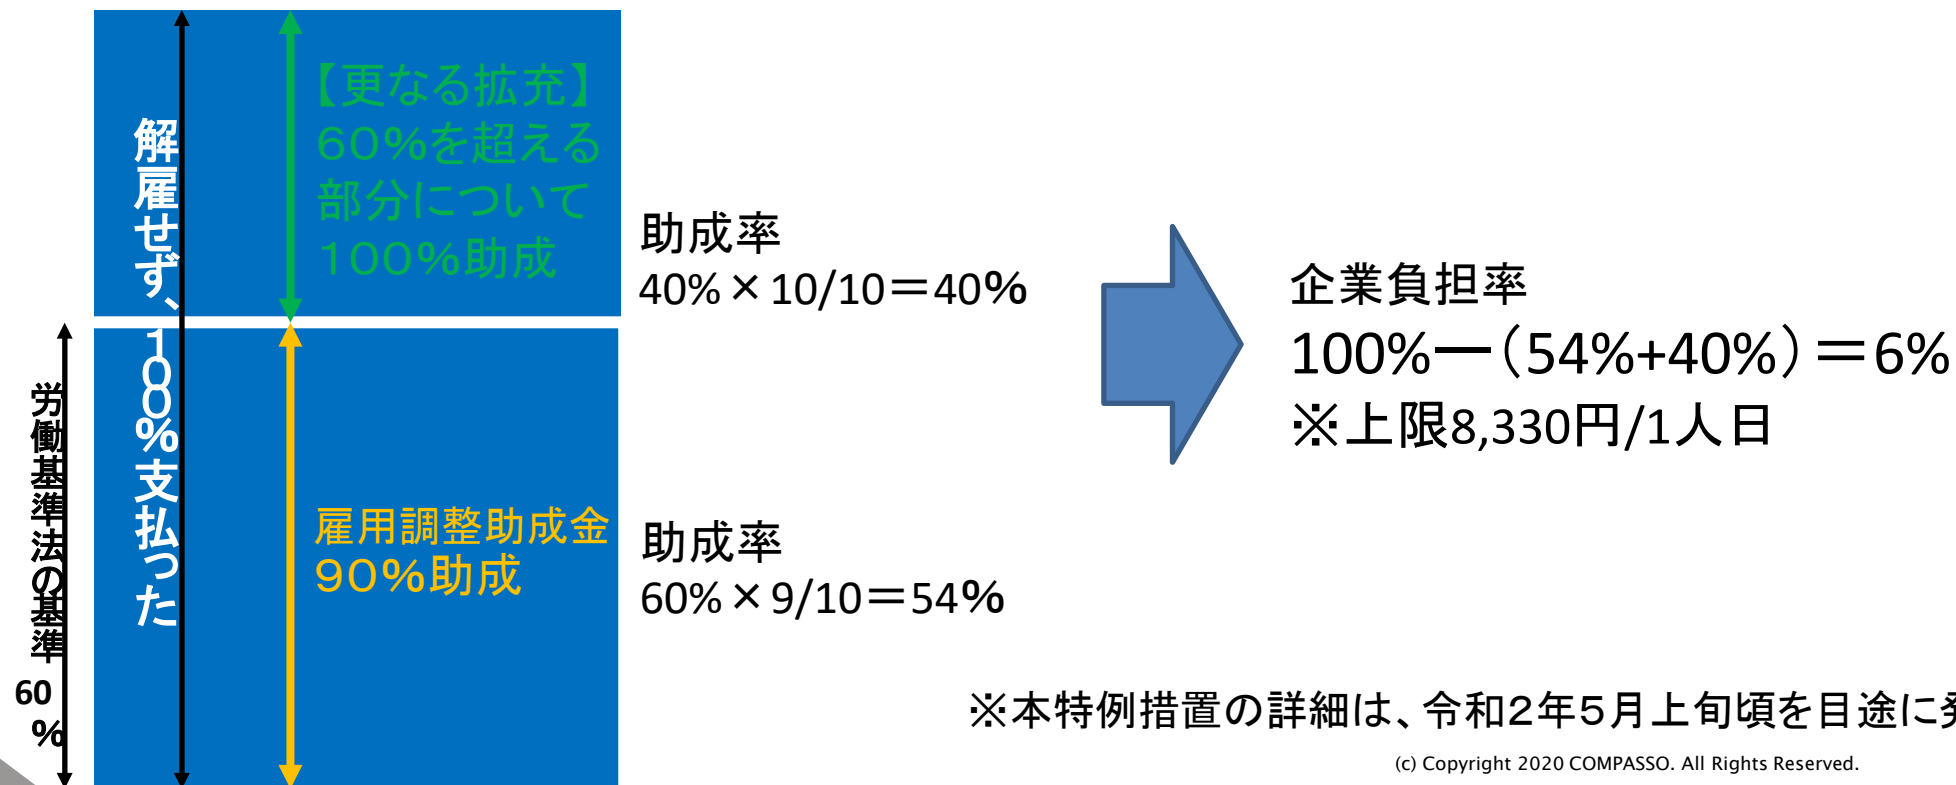 労働基準法の基準
60
%
解雇せず、100%支払った
【更なる拡充】
60%を超える
部分について
100%助成
雇用調整助成金
90%助成
助成率
40%×10/10=40%
助成率
60%×9/10=54%
企業負担率
100%ー(54%+40%)=6%
※上限8,330円/1人日
※本特例措置の詳細は、令和2年5月上旬頃を目途に
(c) Copyright 2020 COMPASSO. All Rights Reserved.